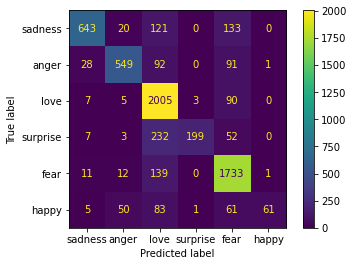 sadness 643 20 121 0 133 0
anger 28 549 92 0 91 1
love 7 5 2005 3 90 0
surprise 7 3 232 199 52 0
fear 11 12 139 0 1733 1
happy 5 50 83 1 61 61
sadness anger love surprise fear happy
Predicted label
True label
2000
1750
1500
1250
1000
750
500
250
0